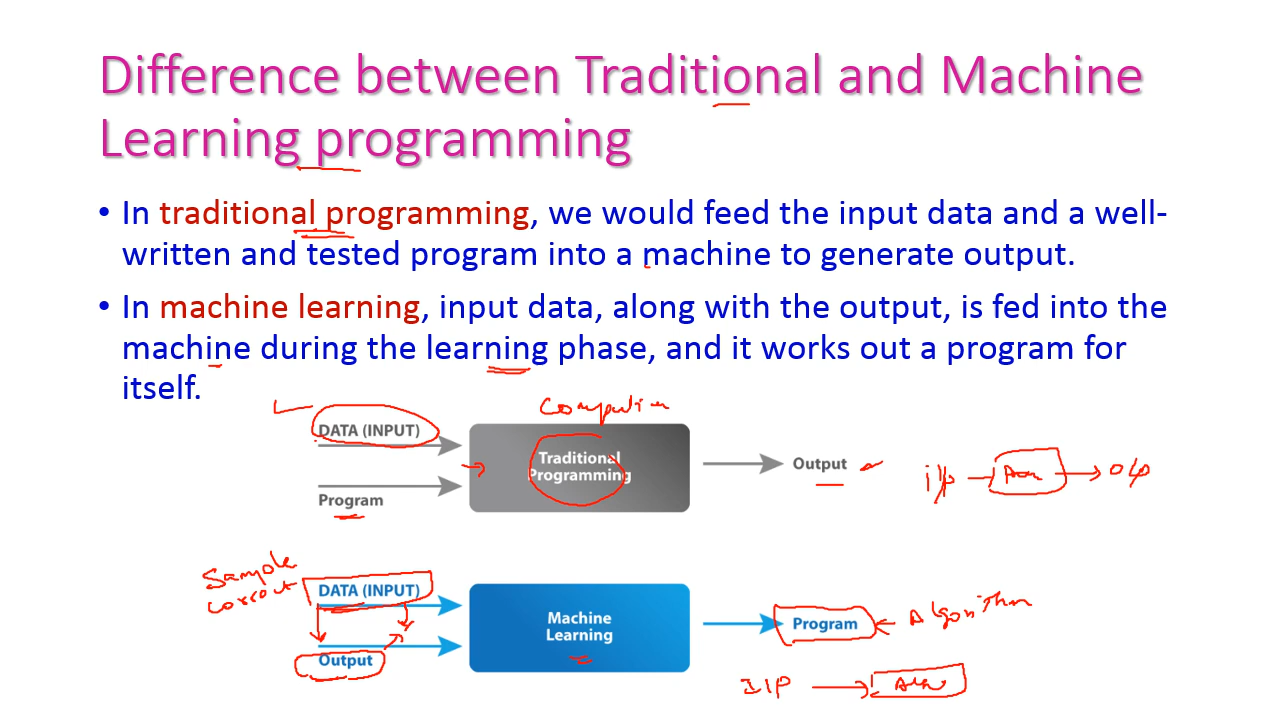 Difference between Traditional and Machine
Learning programming
• In traditional programming, we would feed the input data and a well-
written and tested program into a machine to generate output.
• In machine learning, input data, along with the output, is fed into the
machine during the learning phase, and it works out a program for
itself.
DATA (INPUT)
Program
Traditional
Programming
Output
i/p
o/p
Sample
DATA (INPUT)
Output
Machine
Learning
Program
Algorithm
I/P